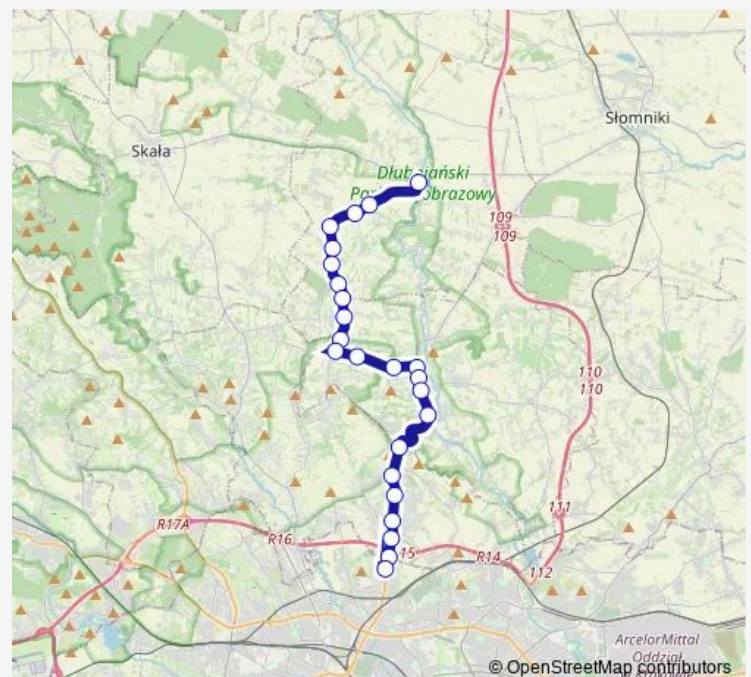 Słomniki
Skała
Dłubniański
Park Krajobrazowy
109
109
110
110
111
R17A
R16
15
R14
112
ArcelorMittal
Oddział
w Krakowie
© OpenStreetMap contributors